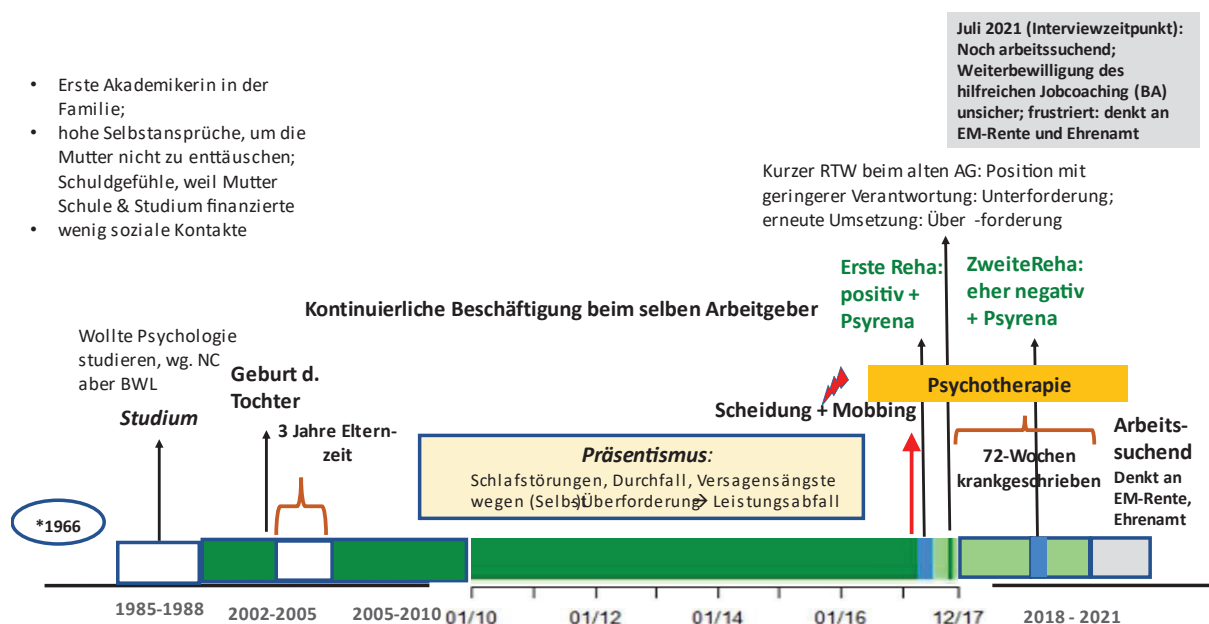 Juli 2021 (Interviewzeitpunkt):
Noch arbeitssuchend;
Weiterbewilligung des
hilfreichen Jobcoaching (BA)
unsicher; frustriert: denkt an
EM-Rente und Ehrenamt
• Erste Akademikerin in der
Familie;
• hohe Selbstansprüche, um die
Mutter nicht zu enttäuschen;
Schuldgefühle, weil Mutter
Schule & Studium finanzierte
• wenig soziale Kontakte
Kurzer RTW beim alten AG: Position mit
geringerer Verantwortung: Unterforderung;
erneute Umsetzung: Über -forderung
Erste Reha:
positiv +
Psyrena
ZweiteReha:
eher negativ
+ Psyrena
Kontinuierliche Beschäftigung beim selben Arbeitgeber
Wollte Psychologie
studieren, wg. NC
aber BWL
Studium
Geburt d.
Tochter
3 Jahre Eltern-
zeit
Scheidung + Mobbing
Psychotherapie
72-Wochen
krankgeschrieben
Arbeits-
suchend
Denkt an
EM-Rente,
Ehrenamt
Präsentismus:
Schlafstörungen, Durchfall, Versagensängste
wegen (Selbst)Überforderung→ Leistungsabfall
*1966
1985-1988
2002-2005
2005-2010
01/10
01/12
01/14
01/16
12/17
2018 - 2021